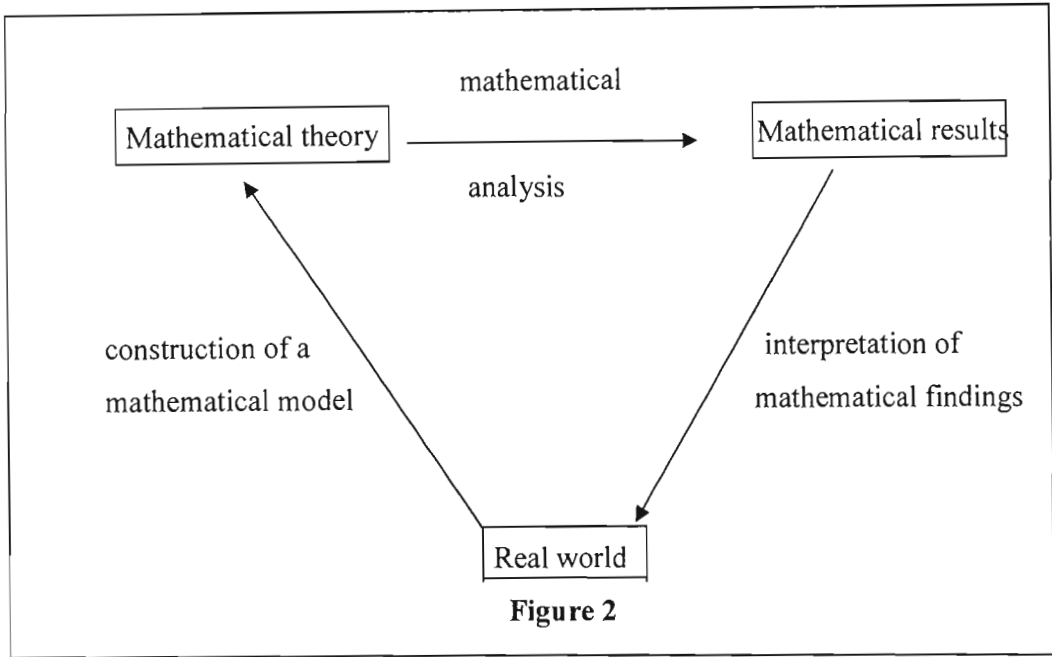 mathematical
Mathematical theory
Mathematical results
analysis
construction of a
mathematical model
interpretation of
mathematical findings
Real world
Figure 2